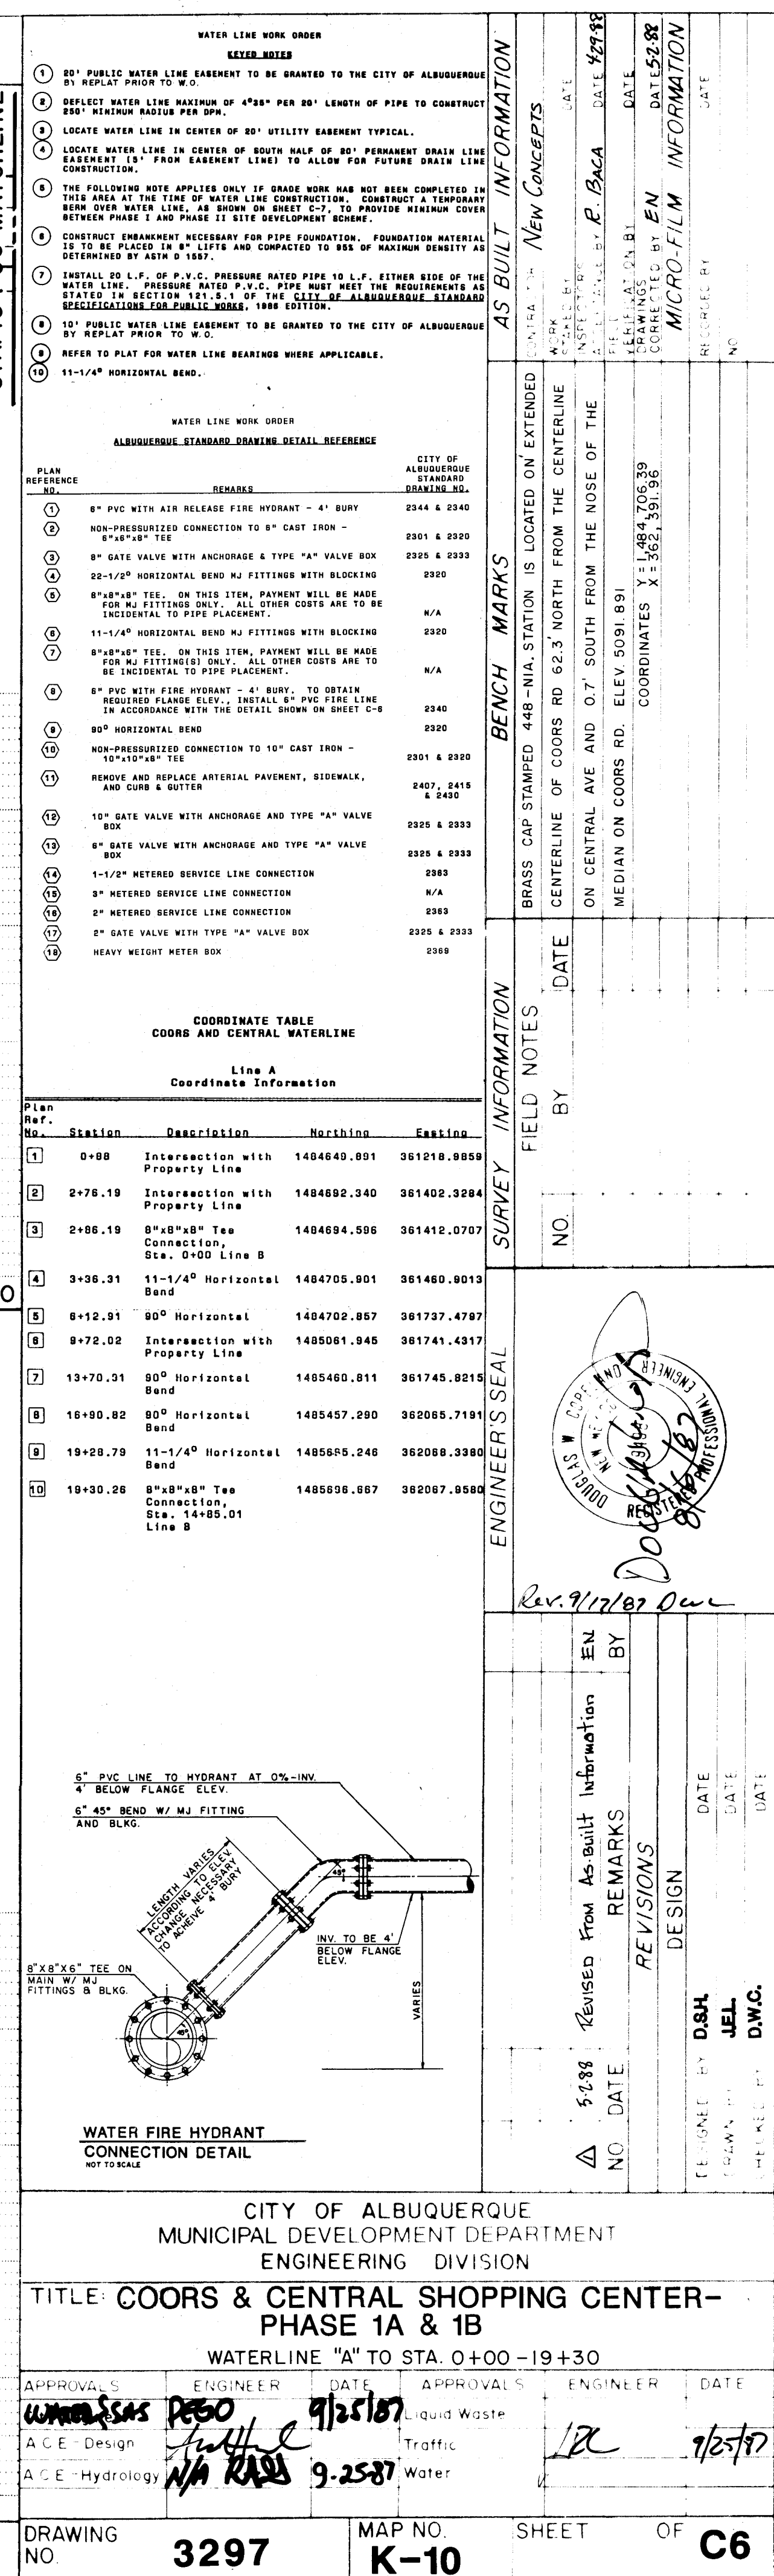 WATER LINE WORK ORDER
KEYED NOTES
1 20' PUBLIC WATER LINE EASEMENT TO BE GRANTED TO THE CITY OF ALBUQUERQUE
BY REPLAT PRIOR TO W.O.
2 DEFLECT WATER LINE MAXIMUM OF 4°35" PER 20' LENGTH OF PIPE TO CONSTRUCT
250' MINIMUM RADIUS PER DPM.
3 LOCATE WATER LINE IN CENTER OF 20' UTILITY EASEMENT TYPICAL.
4 LOCATE WATER LINE IN CENTER OF SOUTH HALF OF 20' PERMANENT DRAIN LINE
EASEMENT (5' FROM EASEMENT LINE) TO ALLOW FOR FUTURE DRAIN LINE
CONSTRUCTION.
5 THE FOLLOWING NOTE APPLIES ONLY IF GRADE WORK HAS NOT BEEN COMPLETED IN
THIS AREA AT THE TIME OF WATER LINE CONSTRUCTION. CONSTRUCT A TEMPORARY
BERM OVER WATER LINE, AS SHOWN ON SHEET C-7, TO PROVIDE MINIMUM COVER
BETWEEN PHASE I AND PHASE II SITE DEVELOPMENT SCHEME.
6 CONSTRUCT EMBANKMENT NECESSARY FOR PIPE FOUNDATION. FOUNDATION MATERIAL
IS TO BE PLACED IN 8" LIFTS AND COMPACTED TO 95% OF MAXIMUM DENSITY AS
DETERMINED BY ASTM D 1557.
7 INSTALL 20 L.F. OF P.V.C. PRESSURE RATED PIPE 10 L.F. EITHER SIDE OF THE
WATER LINE. PRESSURE RATED P.V.C. PIPE MUST MEET THE REQUIREMENTS AS
STATED IN SECTION 121.5.1 OF THE CITY OF ALBUQUERQUE STANDARD
SPECIFICATIONS FOR PUBLIC WORKS, 1986 EDITION.
8 10' PUBLIC WATER LINE EASEMENT TO BE GRANTED TO THE CITY OF ALBUQUERQUE
BY REPLAT PRIOR TO W.O.
9 REFER TO PLAT FOR WATER LINE BEARINGS WHERE APPLICABLE.
10 11-1/4° HORIZONTAL BEND.
WATER LINE WORK ORDER
ALBUQUERQUE STANDARD DRAWING DETAIL REFERENCE
PLAN REFERENCE NO. REMARKS CITY OF ALBUQUERQUE STANDARD DRAWING NO.
1 6" PVC WITH AIR RELEASE FIRE HYDRANT - 4' BURY 2344 & 2340
2 NON-PRESSURIZED CONNECTION TO 6" CAST IRON -
6"x6"x8" TEE 2301 & 2320
3 8" GATE VALVE WITH ANCHORAGE & TYPE "A" VALVE BOX 2325 & 2333
4 22-1/2° HORIZONTAL BEND MJ FITTINGS WITH BLOCKING 2320
5 8"x8"x8" TEE. ON THIS ITEM, PAYMENT WILL BE MADE
FOR MJ FITTINGS ONLY. ALL OTHER COSTS ARE TO BE
INCIDENTAL TO PIPE PLACEMENT. N/A
6 11-1/4° HORIZONTAL BEND MJ FITTINGS WITH BLOCKING 2320
7 8"x8"x6" TEE. ON THIS ITEM, PAYMENT WILL BE MADE
FOR MJ FITTING(S) ONLY. ALL OTHER COSTS ARE TO
BE INCIDENTAL TO PIPE PLACEMENT. N/A
8 6" PVC WITH FIRE HYDRANT - 4' BURY. TO OBTAIN
REQUIRED FLANGE ELEV., INSTALL 6" PVC FIRE LINE
IN ACCORDANCE WITH THE DETAIL SHOWN ON SHEET C-6 2340
9 90° HORIZONTAL BEND 2320
10 NON-PRESSURIZED CONNECTION TO 10" CAST IRON -
10"x10"x8" TEE 2301 & 2320
11 REMOVE AND REPLACE ARTERIAL PAVEMENT, SIDEWALK,
AND CURB & GUTTER 2407, 2415 & 2430
12 10" GATE VALVE WITH ANCHORAGE AND TYPE "A" VALVE
BOX 2325 & 2333
13 6" GATE VALVE WITH ANCHORAGE AND TYPE "A" VALVE
BOX 2325 & 2333
14 1-1/2" METERED SERVICE LINE CONNECTION 2363
15 3" METERED SERVICE LINE CONNECTION N/A
16 2" METERED SERVICE LINE CONNECTION 2363
17 2" GATE VALVE WITH TYPE "A" VALVE BOX 2325 & 2333
18 HEAVY WEIGHT METER BOX 2369
COORDINATE TABLE
COORS AND CENTRAL WATERLINE
Line A
Coordinate Information
Plan Ref. No. Station Description Northing Easting
1 0+88 Intersection with 1484649.891 361218.9859
Property Line
2 2+76.19 Intersection with 1484692.340 361402.3284
Property Line
3 2+86.19 8"x8"x8" Tee 1484694.596 361412.0707
Connection,
Sta. 0+00 Line B
4 3+36.31 11-1/4° Horizontal 1484705.901 361460.9013
Bend
5 6+12.91 90° Horizontal 1484702.857 361737.4797
6 9+72.02 Intersection with 1485061.945 361741.4317
Property Line
7 13+70.91 90° Horizontal 1485460.811 361745.8215
Bend
8 16+90.82 90° Horizontal 1485457.290 362065.7191
Bend
9 19+28.79 11-1/4° Horizontal 1485695.246 362068.3380
Bend
10 19+30.26 8"x8"x8" Tee 1485696.667 362067.9580
Connection,
Sta. 14+85.01
Line B
6" PVC LINE TO HYDRANT AT 0%-INV.
4' BELOW FLANGE ELEV.
6" 45° BEND W/ MJ FITTING
AND BLKG.
LENGTH VARIES
ACCORDING TO ELEV.
CHANGE NECESSARY
TO ACHEIVE 4' BURY
45°
INV. TO BE 4'
BELOW FLANGE
ELEV.
VARIES
8"X8"X6" TEE ON
MAIN W/ MJ
FITTINGS & BLKG.
45°
WATER FIRE HYDRANT
CONNECTION DETAIL
NOT TO SCALE
AS BUILT INFORMATION
CONTRACTOR NEW CONCEPTS
WORK
STAKED BY DATE
INSPECTOR'S
ACCEPTANCE BY R. BACA DATE 4-29-88
FIELD
VERIFICATION BY DATE
DRAWINGS
CORRECTED BY EN DATE 5-2-88
MICRO-FILM INFORMATION
RECORDED BY DATE
NO.
BENCH MARKS
BRASS CAP STAMPED 448-NIA, STATION IS LOCATED ON EXTENDED
CENTERLINE OF COORS RD 62.3' NORTH FROM THE CENTERLINE
ON CENTRAL AVE AND 0.7' SOUTH FROM THE NOSE OF THE
MEDIAN ON COORS RD. ELEV. 5091.891
COORDINATES Y = 1,484,706.39
X = 362,391.96
SURVEY INFORMATION
FIELD NOTES
NO. BY DATE
ENGINEER'S SEAL
DOUGLAS W. COPELAND
NEW MEXICO
REGISTERED PROFESSIONAL ENGINEER
8/6/87
Rev. 9/17/87 DWC
△ 5-2-88 REVISED FROM AS-BUILT Information EN
NO DATE REMARKS BY
REVISIONS
DESIGN
DESIGNED BY D.S.H. DATE
DRAWN BY J.E.L. DATE
CHECKED BY D.W.C. DATE
CITY OF ALBUQUERQUE
MUNICIPAL DEVELOPMENT DEPARTMENT
ENGINEERING DIVISION
TITLE: COORS & CENTRAL SHOPPING CENTER-
PHASE 1A & 1B
WATERLINE "A" TO STA. 0+00 - 19+30
APPROVALS ENGINEER DATE APPROVALS ENGINEER DATE
9/25/87 Liquid Waste
A C E - Design Traffic 9/25/87
A C E - Hydrology N/A 9-25-87 Water
DRAWING NO. 3297 MAP NO. K-10 SHEET OF C6